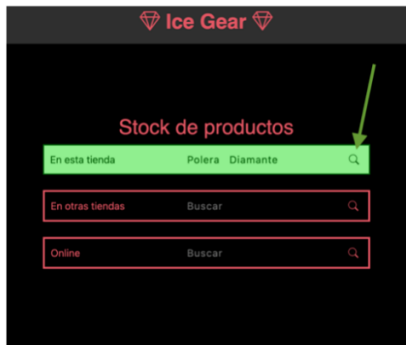 Ice Gear
Stock de productos
En esta tienda Polera Diamante
En otras tiendas Buscar
Online Buscar